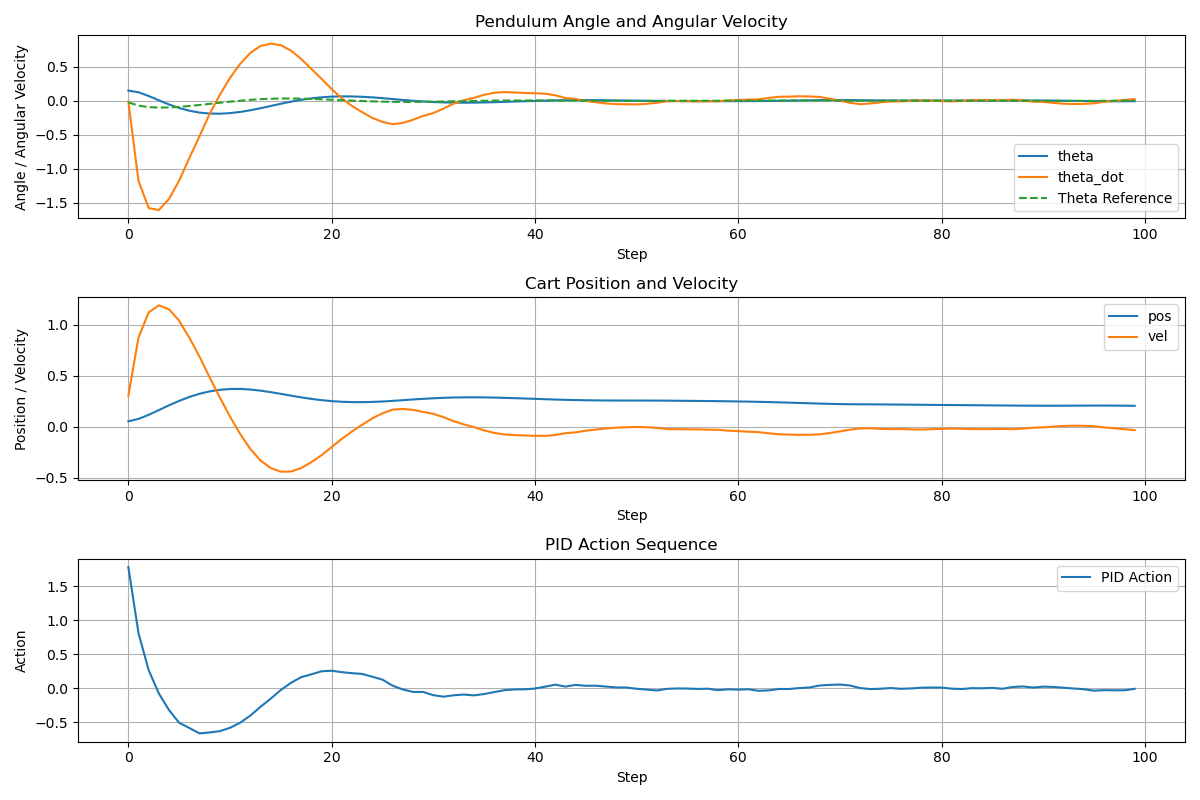 Pendulum Angle and Angular Velocity
Angle / Angular Velocity
0.5
0.0
−0.5
−1.0
−1.5
theta
theta_dot
Theta Reference
0 20 40 60 80 100
Step
Cart Position and Velocity
Position / Velocity
1.0
0.5
0.0
−0.5
pos
vel
0 20 40 60 80 100
Step
PID Action Sequence
Action
1.5
1.0
0.5
0.0
−0.5
PID Action
0 20 40 60 80 100
Step